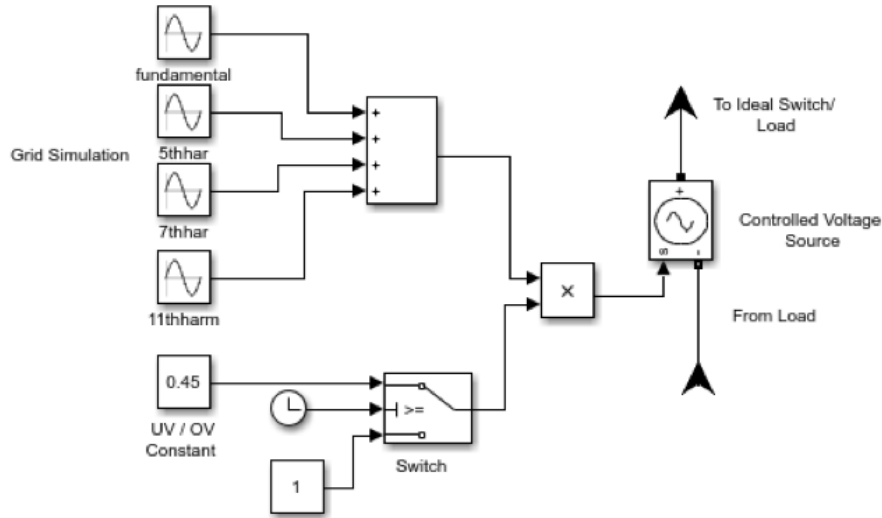 fundamental
5thhar
Grid Simulation
7thhar
11thharm
+
+
+
+
To Ideal Switch/
Load
+
s
-
Controlled Voltage
Source
×
From Load
0.45
UV / OV
Constant
>=
Switch
1